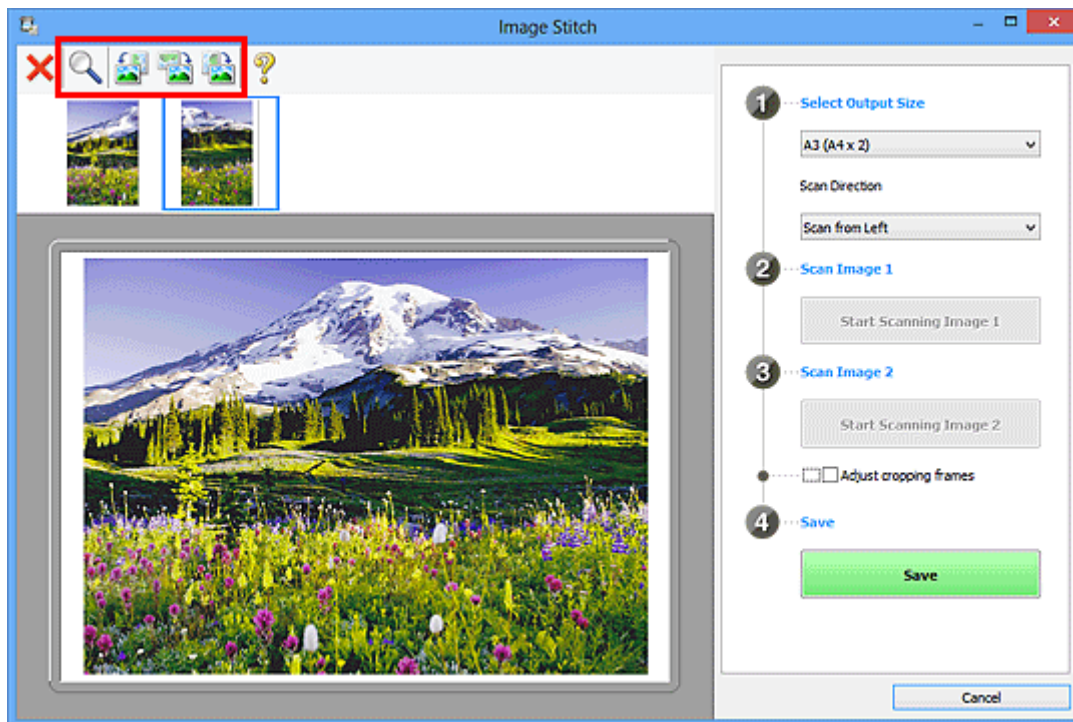 Image Stitch
1
Select Output Size
A3 (A4 x 2)
Scan Direction
Scan from Left
2
Scan Image 1
Start Scanning Image 1
3
Scan Image 2
Start Scanning Image 2
Adjust cropping frames
4
Save
Save
Cancel